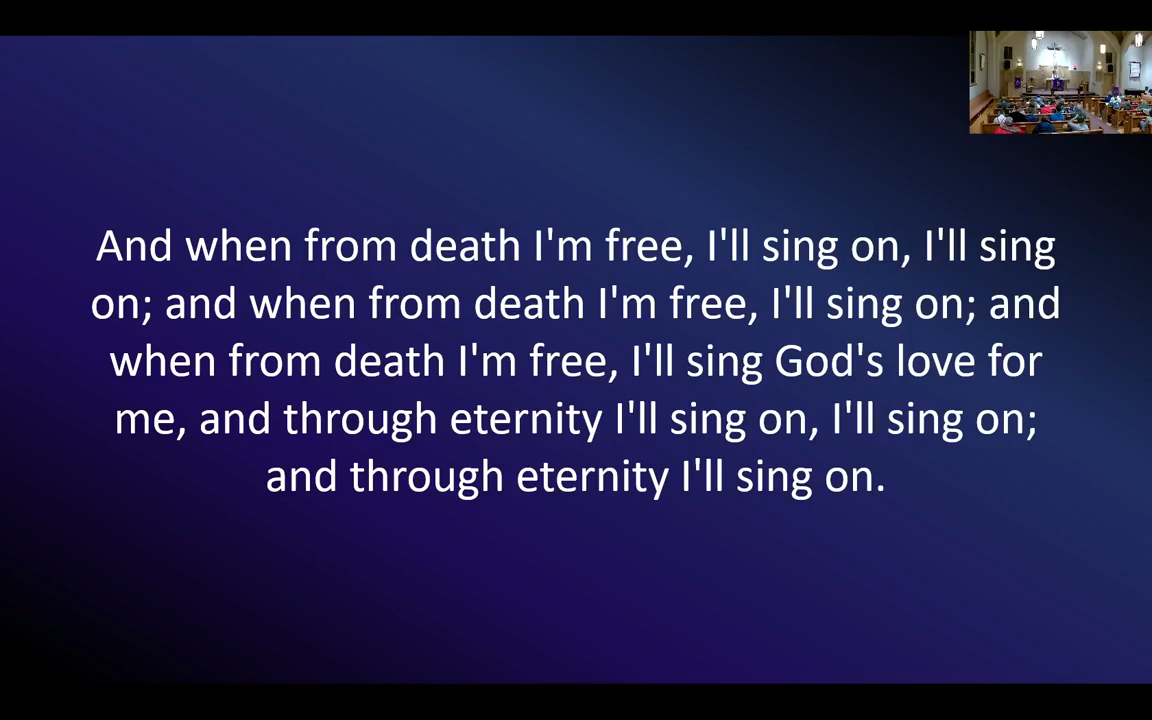 And when from death I'm free, I'll sing on, I'll sing
on; and when from death I'm free, I'll sing on; and
when from death I'm free, I'll sing God's love for
me, and through eternity I'll sing on, I'll sing on;
and through eternity I'll sing on.